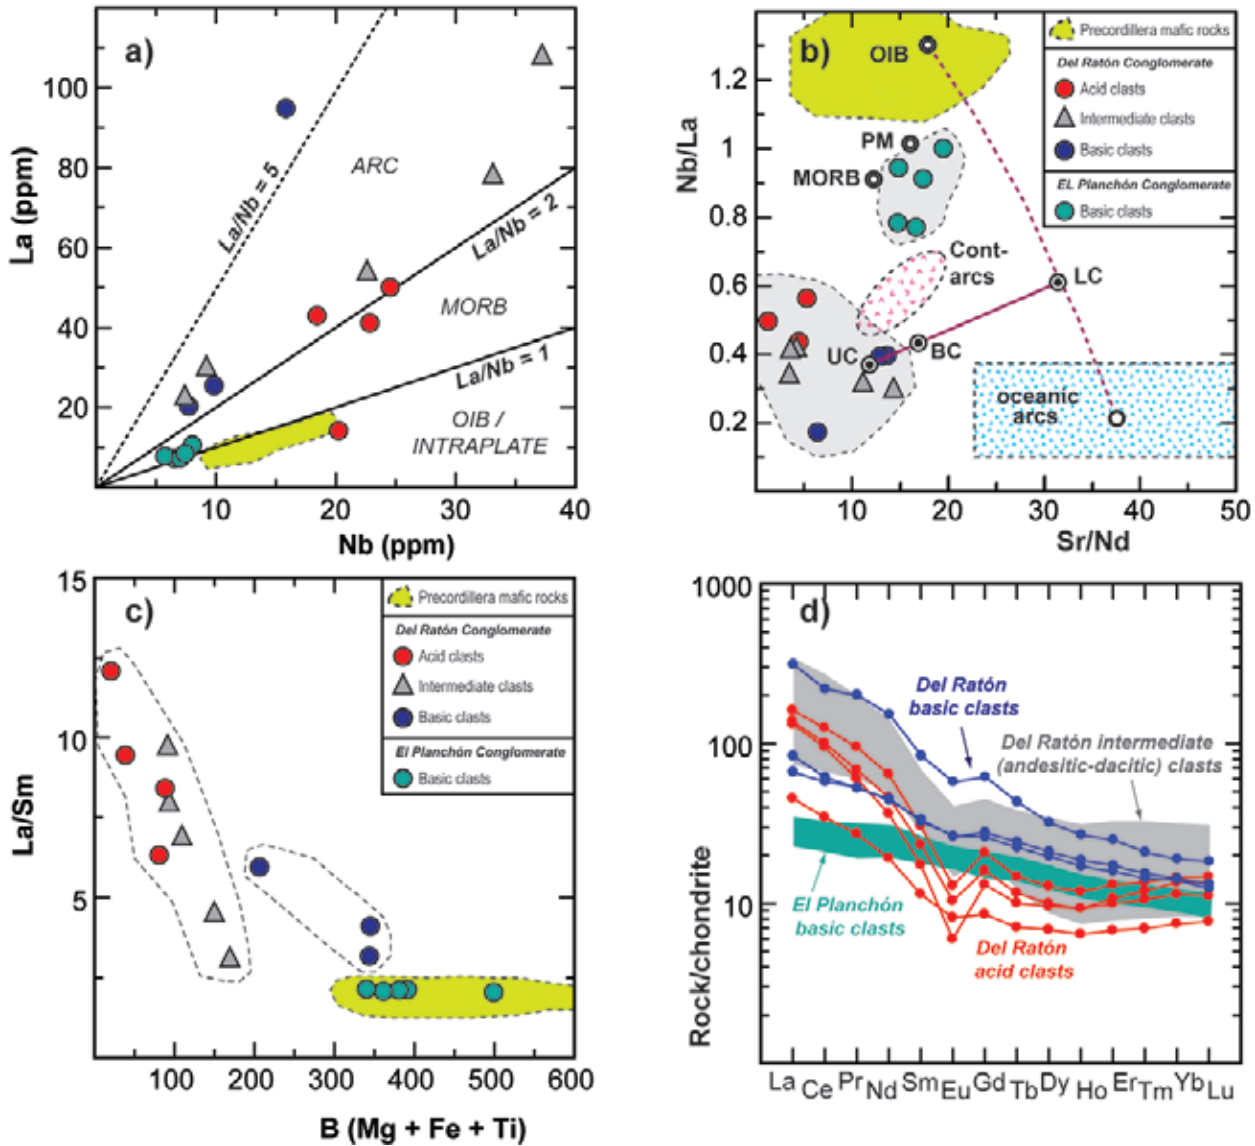 a)
La (ppm)
100
80
60
40
20
10
20
30
40
Nb (ppm)
La/Nb = 5
ARC
La/Nb = 2
MORB
La/Nb = 1
OIB /
INTRAPLATE
b)
Nb/La
1.2
1
0.8
0.6
0.4
0.2
10
20
30
40
50
Sr/Nd
OIB
PM
MORB
Cont-
arcs
LC
UC
BC
oceanic
arcs
Precordillera mafic rocks
Del Ratón Conglomerate
Acid clasts
Intermediate clasts
Basic clasts
EL Planchón Conglomerate
Basic clasts
c)
La/Sm
15
10
5
100
200
300
400
500
600
B (Mg + Fe + Ti)
Precordillera mafic rocks
Del Ratón Conglomerate
Acid clasts
Intermediate clasts
Basic clasts
El Planchón Conglomerate
Basic clasts
d)
Rock/chondrite
1000
100
10
Del Ratón
basic clasts
Del Ratón intermediate
(andesitic-dacitic) clasts
El Planchón
basic clasts
Del Ratón
acid clasts
La Ce Pr Nd Sm Eu Gd Tb Dy Ho Er Tm Yb Lu